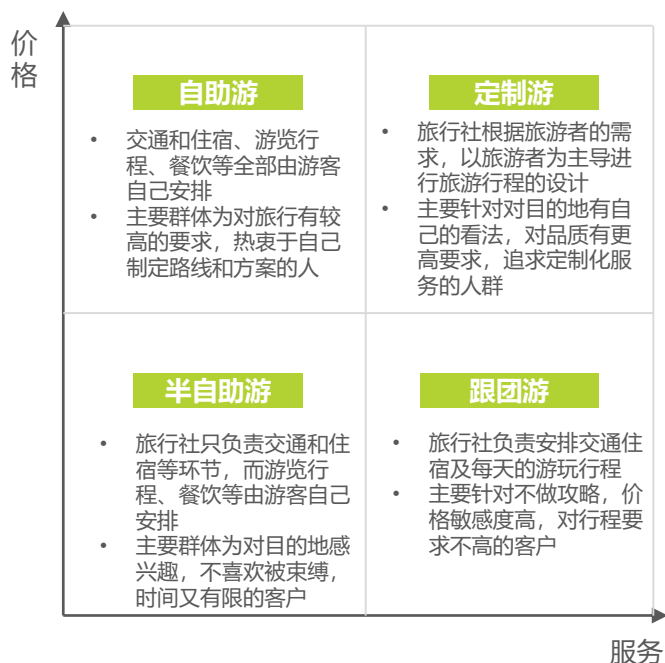 价
格
自助游
• 交通和住宿、游览行
程、餐饮等全部由游客
自己安排
• 主要群体为对旅行有较
高的要求，热衷于自己
制定路线和方案的人
定制游
• 旅行社根据旅游者的需
求，以旅游者为主导进
行旅游行程的设计
• 主要针对对目的地有自
己的看法，对品质有更
高要求，追求定制化服
务的人群
半自助游
• 旅行社只负责交通和住
宿等环节，而游览行
程、餐饮等由游客自己
安排
• 主要群体为对目的地感
兴趣，不喜欢被束缚，
时间又有限的客户
跟团游
• 旅行社负责安排交通住
宿及每天的游玩行程
• 主要针对不做攻略，价
格敏感度高，对行程要
求不高的客户
服务